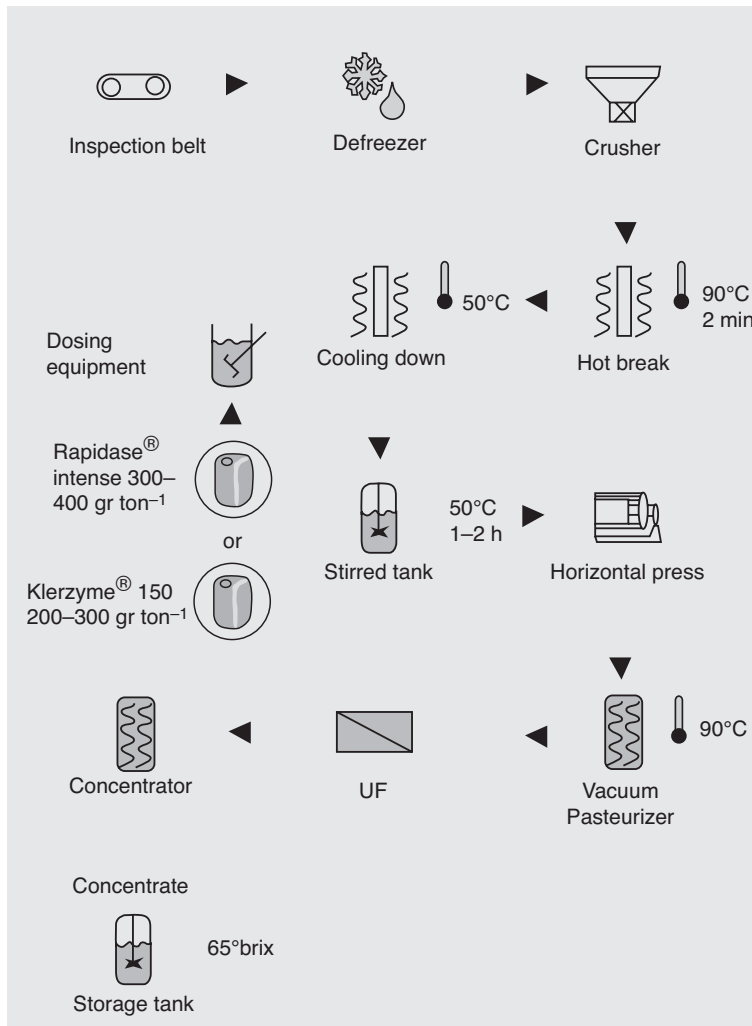 Inspection belt
Defreezer
Crusher
90°C
2 min
Hot break
50°C
Cooling down
Dosing
equipment
Rapidase® 
intense 300–
400 gr ton⁻¹
or
Klerzyme® 150
200–300 gr ton⁻¹
50°C
1–2 h
Stirred tank
Horizontal press
90°C
Vacuum
Pasteurizer
UF
Concentrator
Concentrate
65°brix
Storage tank